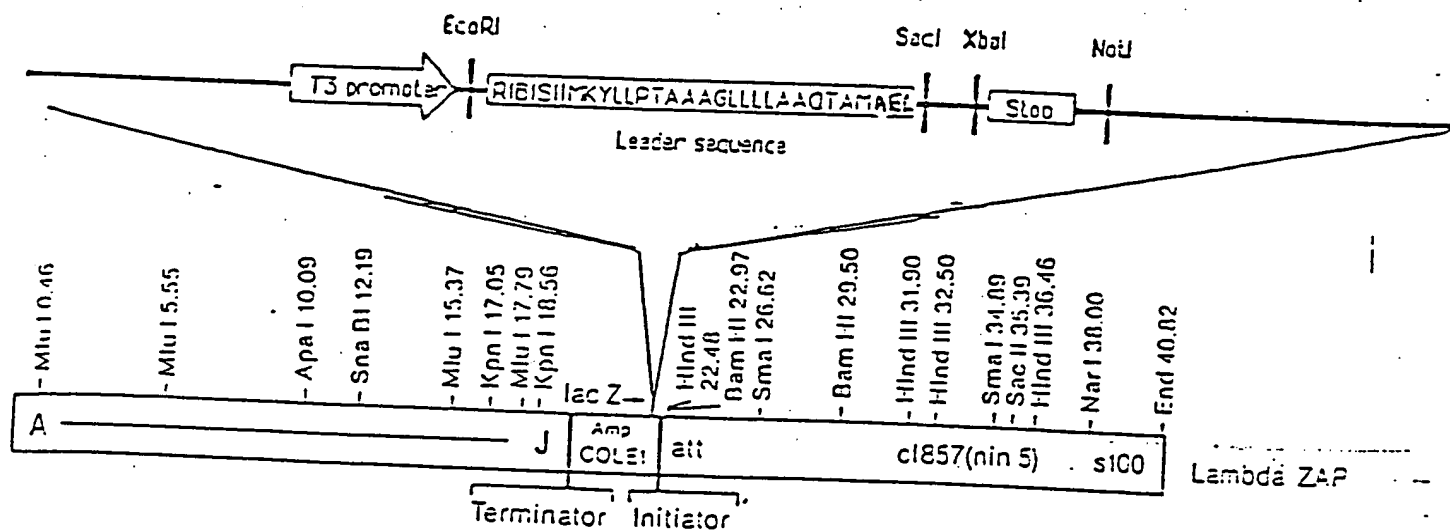 EcoRI
SacI XbaI NotI
T3 promoter
Stop
Leader sequence
Mlu I 0.46
Mlu I 5.55
Apa I 10.09
Sna BI 12.19
Mlu I 15.37
Kpn I 17.05
Mlu I 17.79
Kpn I 18.56
lac Z
HInd III
22.48
Bam HI 22.97
Sma I 26.62
Bam HI 29.50
HInd III 31.90
HInd III 32.50
Sma I 34.89
Sac II 35.39
HInd III 36.46
Nar I 38.00
End 40.82
A J
Amp
COLE1
att
cI857(nin 5) s100
Lambda ZAP
Terminator Initiator